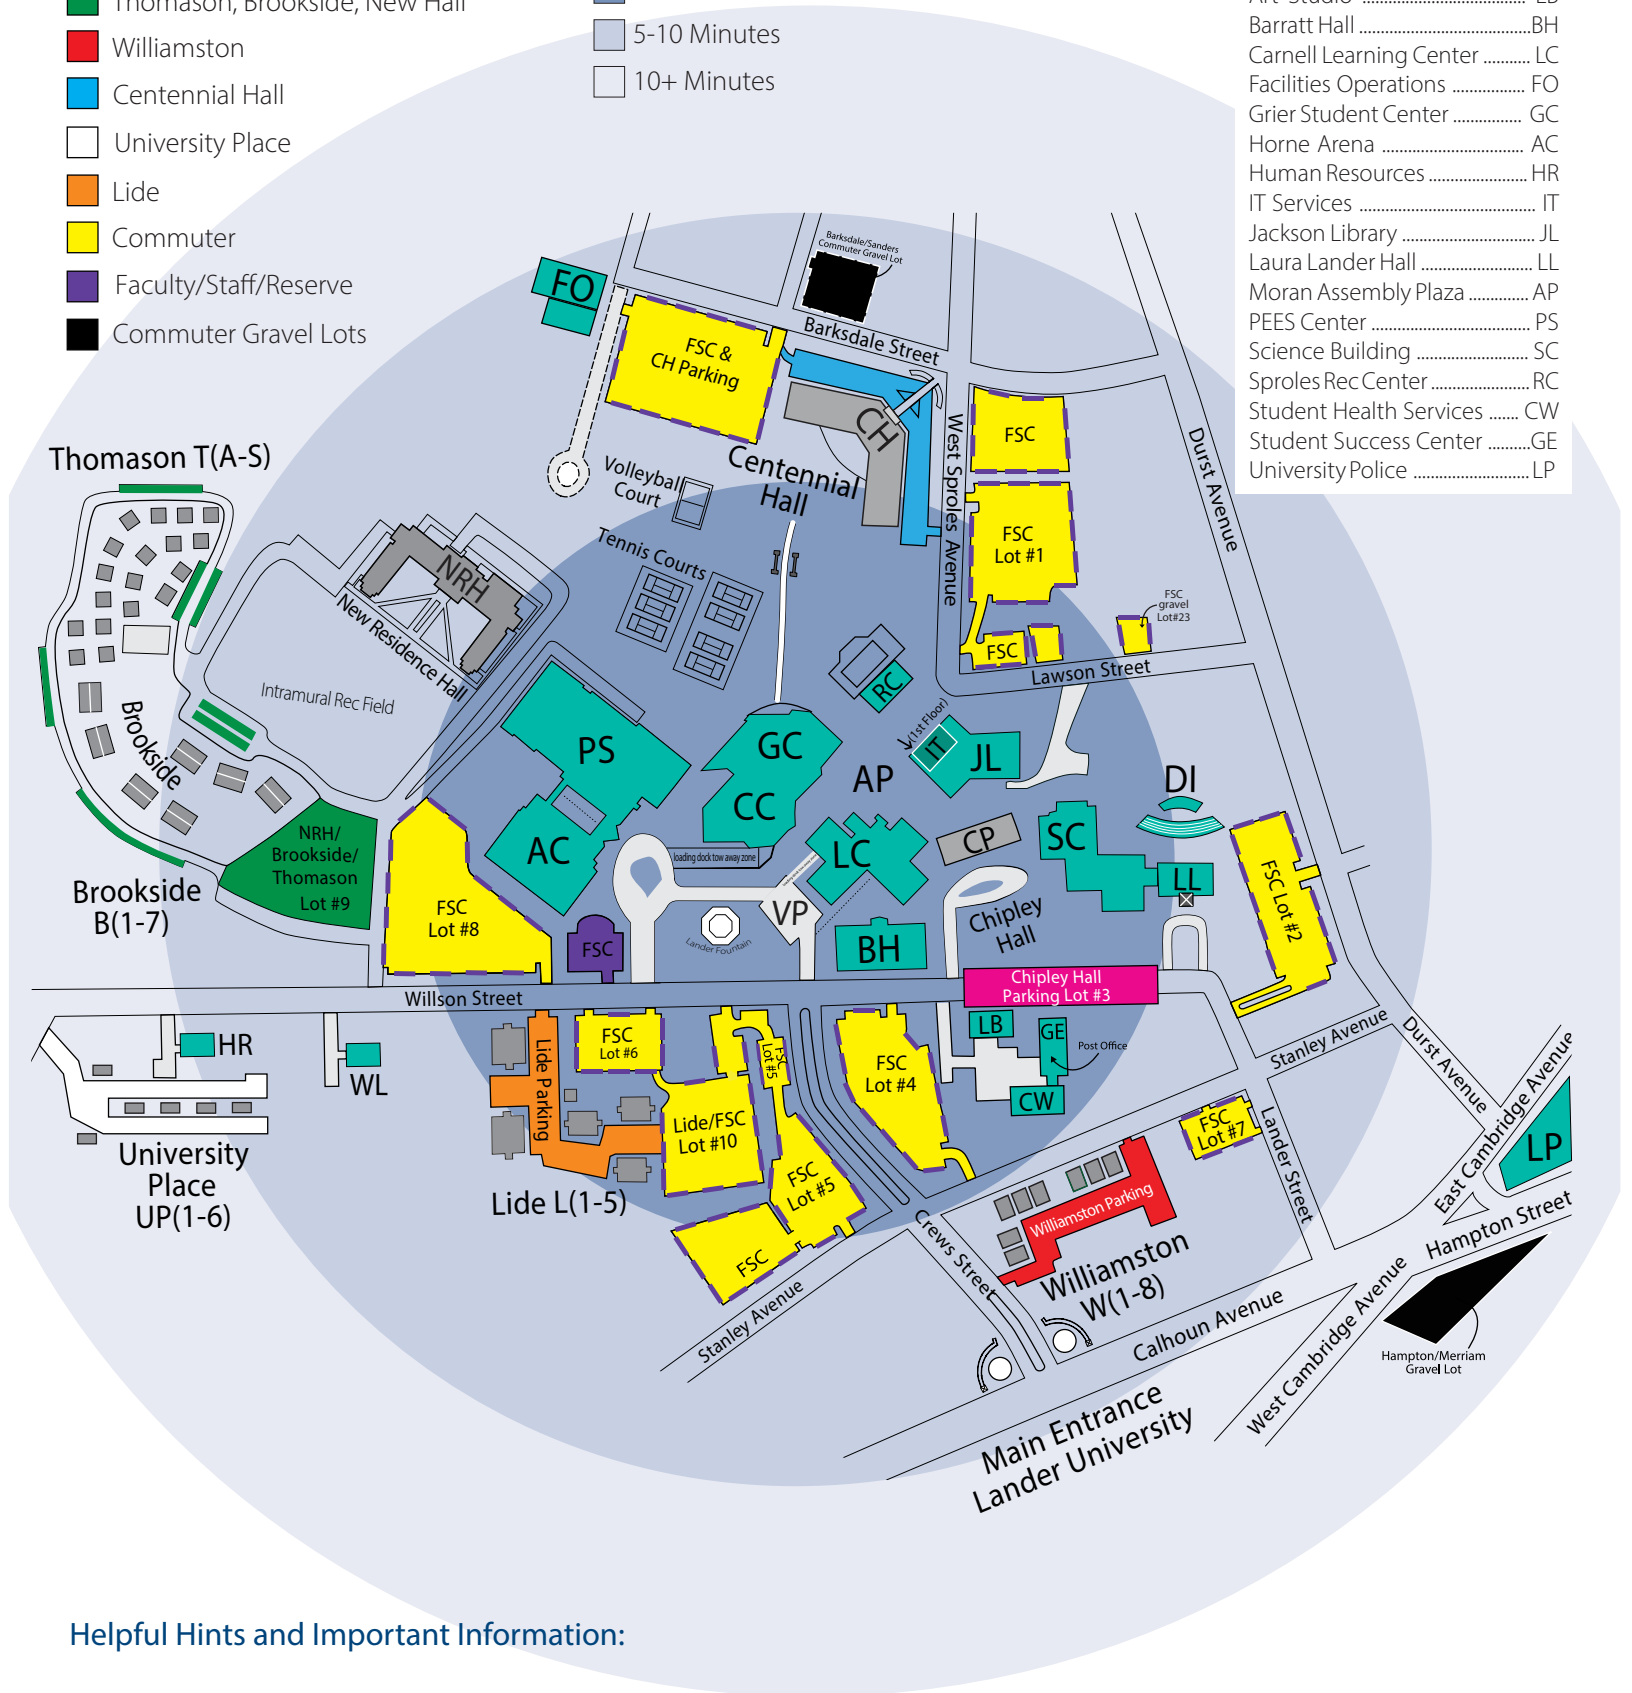 Thomason, Brookside, New Hall
Williamston
Centennial Hall
University Place
Lide
Commuter
Faculty/Staff/Reserve
Commuter Gravel Lots
5-10 Minutes
10+ Minutes
Art Studio ........ LB
Barratt Hall ........ BH
Carnell Learning Center ........ LC
Facilities Operations ........ FO
Grier Student Center ........ GC
Horne Arena ........ AC
Human Resources ........ HR
IT Services ........ IT
Jackson Library ........ JL
Laura Lander Hall ........ LL
Moran Assembly Plaza ........ AP
PEES Center ........ PS
Science Building ........ SC
Sproles Rec Center ........ RC
Student Health Services ....... CW
Student Success Center ........ GE
University Police ........ LP
Barksdale/Sanders
Commuter Gravel Lot
FO
FSC &
CH Parking
Barksdale Street
CH
Centennial
Hall
West Sproles Avenue
FSC
FSC
Lot #1
FSC
FSC
gravel
Lot#23
Lawson Street
Durst Avenue
Volleyball
Court
Tennis Courts
Thomason T(A-S)
NRH
New Residence Hall
Intramural Rec Field
Brookside
Brookside
B(1-7)
NRH/
Brookside/
Thomason
Lot #9
FSC
Lot #8
PS
AC
GC
CC
loading dock tow away zone
RC
(1st Floor)
IT
JL
AP
DI
LC
CP
SC
LL
VP
BH
Chipley
Hall
FSC
Lander Fountain
FSC Lot #2
Willson Street
Chipley Hall
Parking Lot #3
HR
WL
University
Place
UP(1-6)
Lide Parking
FSC
Lot #6
FSC
Lot #5
Lide/FSC
Lot #10
FSC
Lot #5
FSC
Lide L(1-5)
FSC
Lot #4
LB
GE
Post Office
CW
Stanley Avenue
Durst Avenue
East Cambridge Avenue
FSC
Lot #7
Lander Street
LP
Hampton Street
Williamston Parking
Williamston
W(1-8)
Crews Street
Stanley Avenue
Calhoun Avenue
West Cambridge Avenue
Hampton/Merriam
Gravel Lot
Main Entrance
Lander University
Helpful Hints and Important Information: